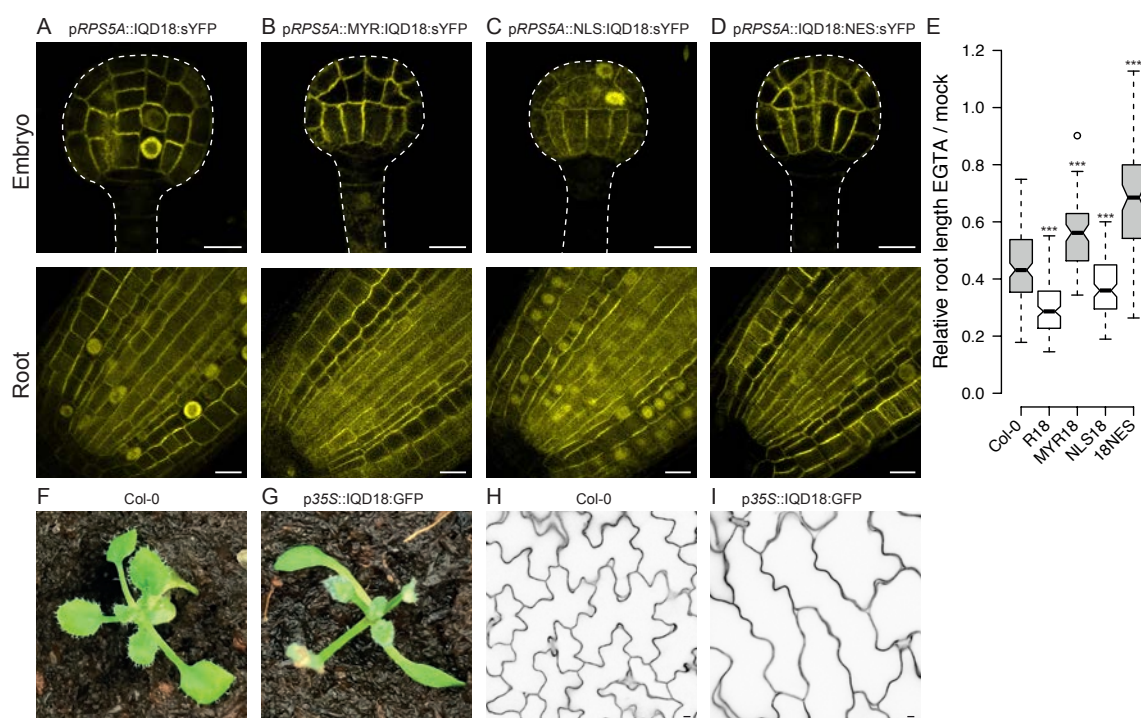 A pRPS5A::IQD18:sYFP B pRPS5A::MYR:IQD18:sYFP C pRPS5A::NLS:IQD18:sYFP D pRPS5A::IQD18:NES:sYFP E
Embryo
Root
Relative root length EGTA / mock
1.2
1.0
0.8
0.6
0.4
0.2
0.0
***
***
***
***
Col-0
R18
MYR18
NLS18
18NES
F Col-0 G p35S::IQD18:GFP H Col-0 I p35S::IQD18:GFP